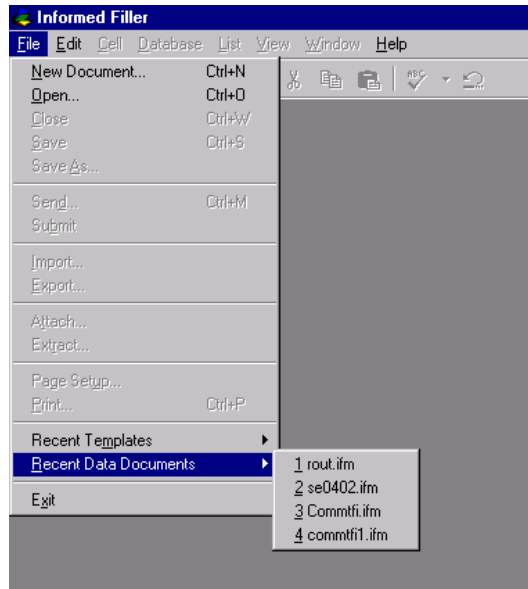 Informed Filler
File Edit Cell Database List View Window Help
New Document... Ctrl+N
Open... Ctrl+O
Close Ctrl+W
Save Ctrl+S
Save As...
Send... Ctrl+M
Submit
Import...
Export...
Attach...
Extract...
Page Setup...
Print... Ctrl+P
Recent Templates
Recent Data Documents
Exit
1 rout.ifm
2 se0402.ifm
3 Commtfi.ifm
4 commtfi1.ifm
ABC